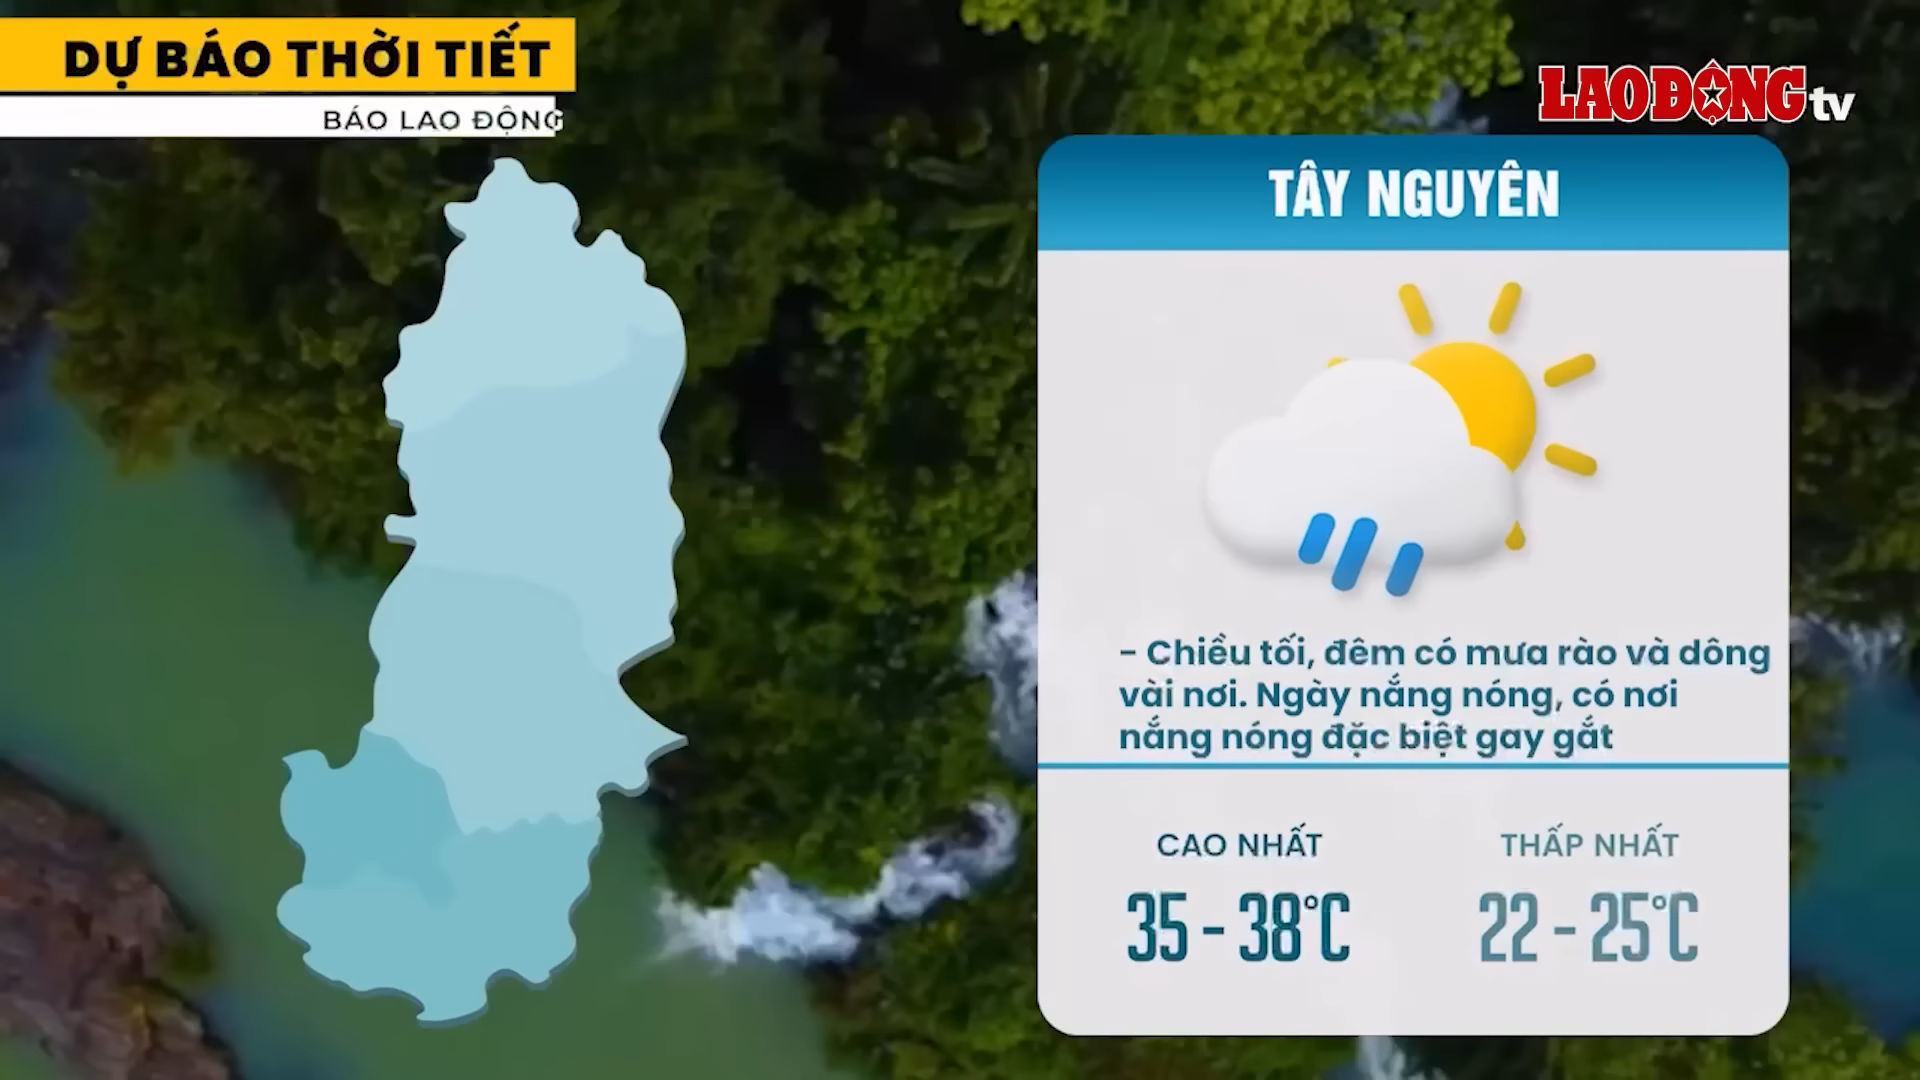 DỰ BÁO THỜI TIẾT
BÁO LAO ĐỘNG
LAO ĐỘNG tv
TÂY NGUYÊN
- Chiều tối, đêm có mưa rào và dông
vài nơi. Ngày nắng nóng, có nơi
nắng nóng đặc biệt gay gắt
CAO NHẤT
THẤP NHẤT
35 - 38°C
22 - 25°C